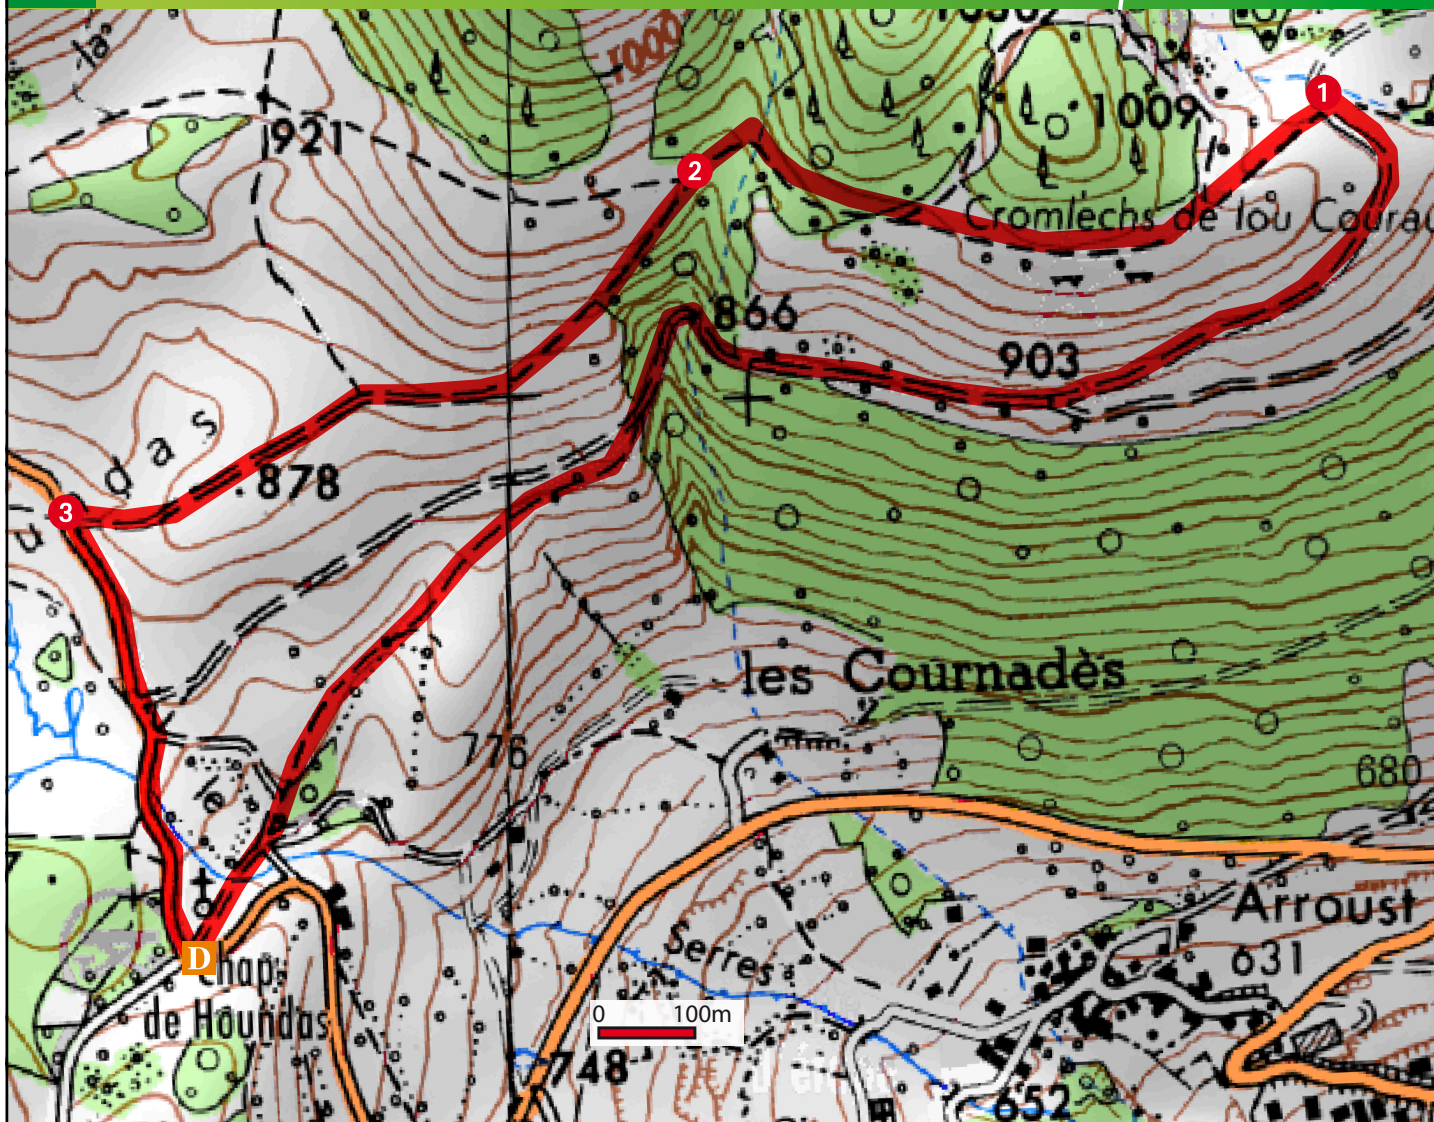 1000
921
1
1009
2
Cromlechs de lou Courau
866
903
das
878
3
u
les Cournadès
776
680
Arroust
631
Serres
D
Chap.
de Houndas
0 100m
748
652